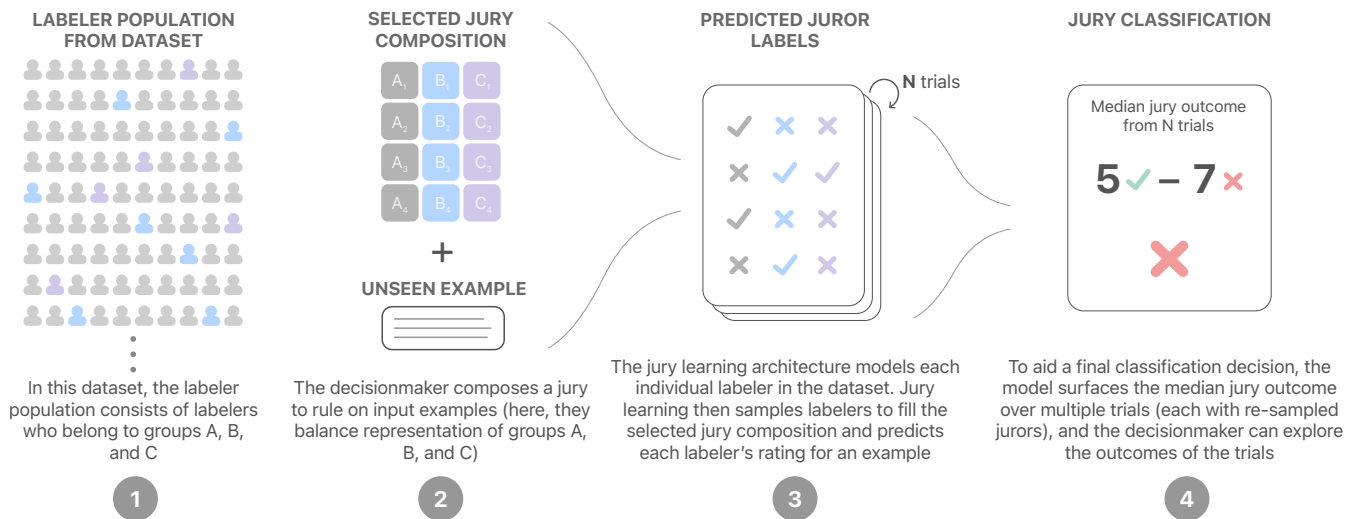 LABELER POPULATION
FROM DATASET
In this dataset, the labeler
population consists of labelers
who belong to groups A, B,
and C
1
SELECTED JURY
COMPOSITION
A₁ B₁ C₁
A₂ B₂ C₂
A₃ B₃ C₃
A₄ B₄ C₄
+
UNSEEN EXAMPLE
The decisionmaker composes a jury
to rule on input examples (here, they
balance representation of groups A,
B, and C)
2
PREDICTED JUROR
LABELS
N trials
The jury learning architecture models each
individual labeler in the dataset. Jury
learning then samples labelers to fill the
selected jury composition and predicts
each labeler's rating for an example
3
JURY CLASSIFICATION
Median jury outcome
from N trials
5 ✓ – 7 ✗
To aid a final classification decision, the
model surfaces the median jury outcome
over multiple trials (each with re-sampled
jurors), and the decisionmaker can explore
the outcomes of the trials
4